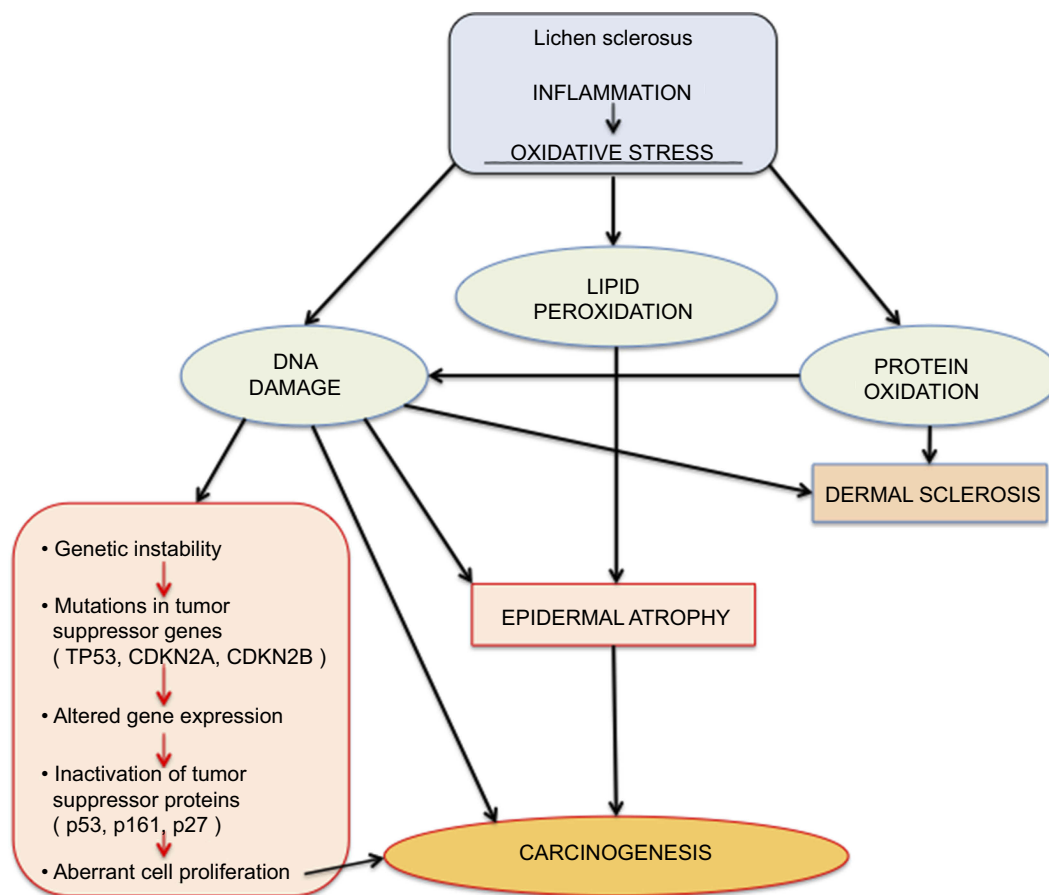 Lichen sclerosus
INFLAMMATION
OXIDATIVE STRESS
LIPID
PEROXIDATION
DNA
DAMAGE
PROTEIN
OXIDATION
DERMAL SCLEROSIS
• Genetic instability
• Mutations in tumor
suppressor genes
( TP53, CDKN2A, CDKN2B )
• Altered gene expression
• Inactivation of tumor
suppressor proteins
( p53, p161, p27 )
• Aberrant cell proliferation
EPIDERMAL ATROPHY
CARCINOGENESIS